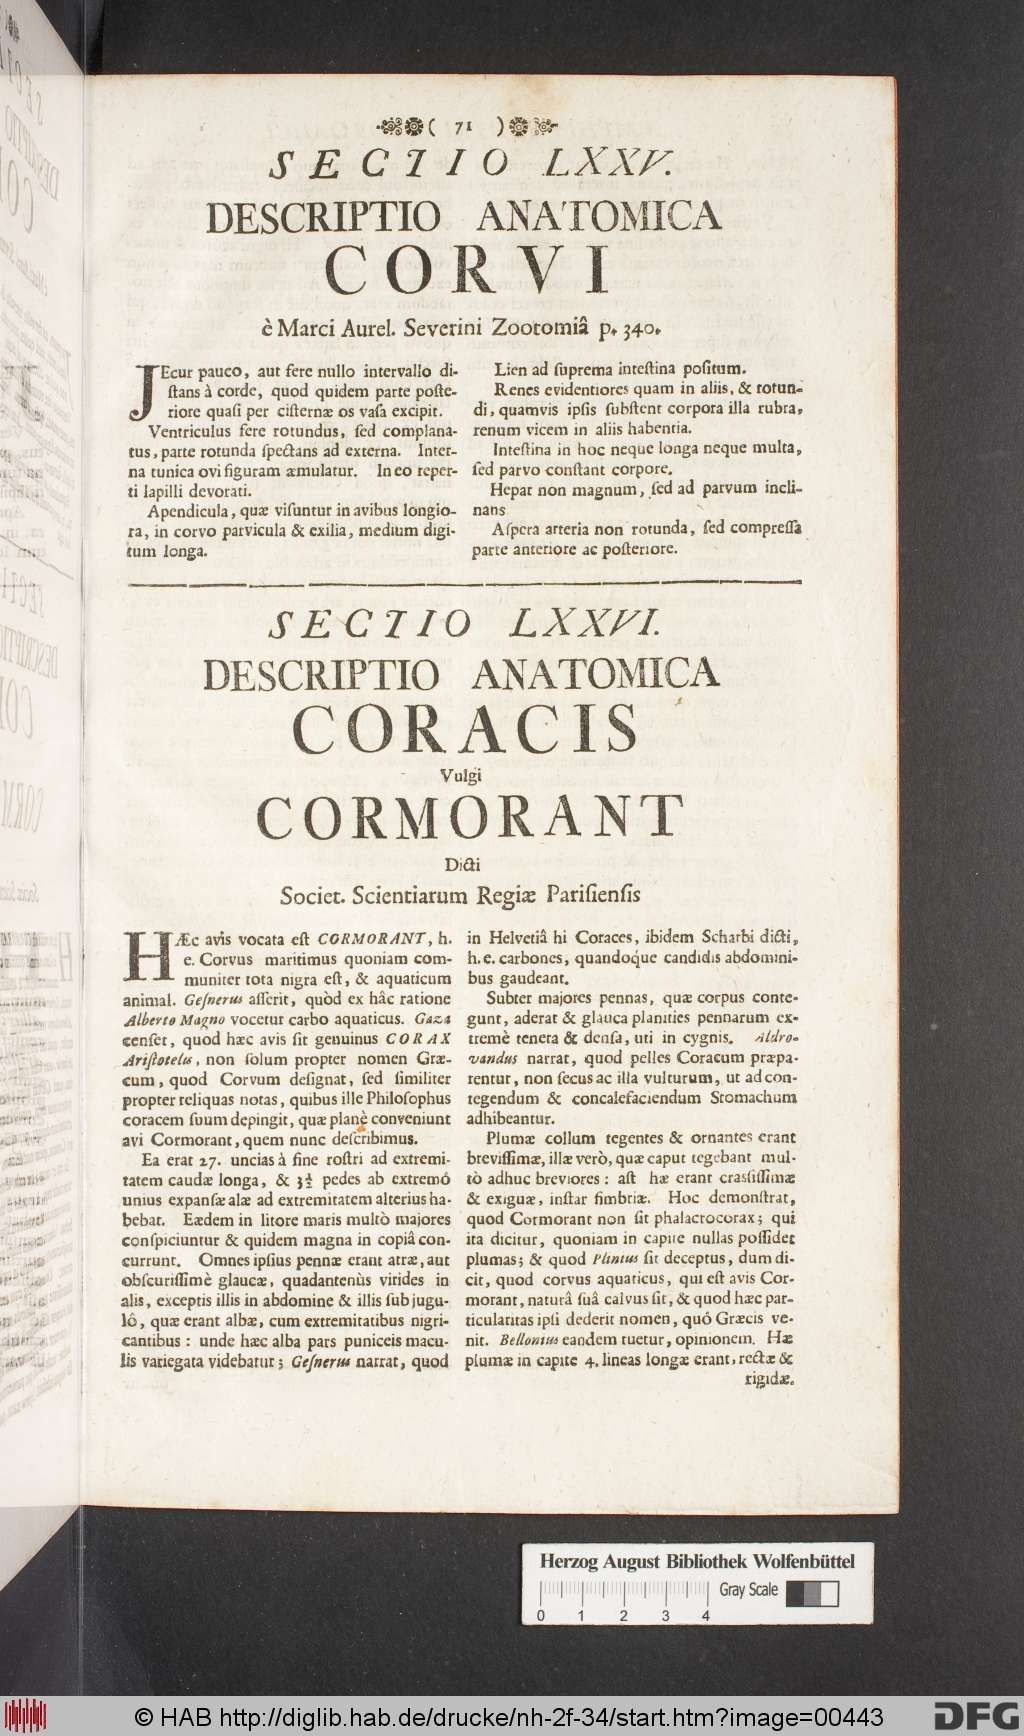 ( 71 )
SECTIO LXXV.
DESCRIPTIO ANATOMICA
CORVI
è Marci Aurel. Severini Zootomiâ p. 340.
JEcur pauco, aut fere nullo intervallo di-
ſtans à corde, quod quidem parte poſte-
riore quaſi per ciſternæ os vaſa excipit.
Ventriculus fere rotundus, ſed complana-
tus, parte rotunda ſpectans ad externa. Inter-
na tunica ovi figuram æmulatur. In eo reper-
ti lapilli devorati.
Apendicula, quæ viſuntur in avibus longio-
ra, in corvo parvicula & exilia, medium digi-
tum longa.
Lien ad ſuprema inteſtina poſitum.
Renes evidentiores quam in aliis, & rotun-
di, quamvis ipſis ſubſtent corpora illa rubra,
renum vicem in aliis habentia.
Inteſtina in hoc neque longa neque multa,
ſed parvo conſtant corpore.
Hepar non magnum, ſed ad parvum incli-
nans
Aſpera arteria non rotunda, ſed compreſſa
parte anteriore ac poſteriore.
SECTIO LXXVI.
DESCRIPTIO ANATOMICA
CORACIS
Vulgi
CORMORANT
Dicti
Societ. Scientiarum Regiæ Pariſienſis
HÆc avis vocata eſt CORMORANT, h.
e. Corvus maritimus quoniam com-
muniter tota nigra eſt, & aquaticum
animal. Geſnerus aſſerit, quòd ex hâc ratione
Alberto Magno vocetur carbo aquaticus. Gaza
cenſet, quod hæc avis ſit genuinus CORAX
Ariſtotelis, non ſolum propter nomen Græ-
cum, quod Corvum deſignat, ſed ſimiliter
propter reliquas notas, quibus ille Philoſophus
coracem ſuum depingit, quæ planè conveniunt
avi Cormorant, quem nunc deſcribimus.
Ea erat 27. uncias à fine roſtri ad extremi-
tatem caudæ longa, & 3½ pedes ab extremô
unius expanſæ alæ ad extremitatem alterius ha-
bebat. Eædem in litore maris multò majores
conſpiciuntur & quidem magna in copiâ con-
currunt. Omnes ipſius pennæ erant atræ, aut
obſcuriſſimè glaucæ, quadantenùs virides in
alis, exceptis illis in abdomine & illis ſub jugu-
lô, quæ erant albæ, cum extremitatibus nigri-
cantibus : unde hæc alba pars puniceis macu-
lis variegata videbatur; Geſnerus narrat, quod
in Helvetiâ hi Coraces, ibidem Scharbi dicti,
h. e. carbones, quandoque candidis abdomini-
bus gaudeant.
Subter majores pennas, quæ corpus conte-
gunt, aderat & glauca planities pennarum ex-
tremè tenera & denſa, uti in cygnis. Aldro-
vandus narrat, quod pelles Coracum præpa-
rentur, non ſecus ac illa vulturum, ut ad con-
tegendum & concalefaciendum Stomachum
adhibeantur.
Plumæ collum tegentes & ornantes erant
breviſſimæ, illæ verò, quæ caput tegebant mul-
tò adhuc breviores : aſt hæ erant craſſiſſimæ
& exiguæ, inſtar fimbriæ. Hoc demonſtrat,
quod Cormorant non ſit phalacrocorax; qui
ita dicitur, quoniam in capite nullas poſſidet
plumas; & quod Plinius ſit deceptus, dum di-
cit, quod corvus aquaticus, qui eſt avis Cor-
morant, naturâ ſuâ calvus ſit, & quod hæc par-
ticularitas ipſi dederit nomen, quô Græcis ve-
nit. Bellonius eandem tuetur, opinionem. Hæ
plumæ in capite 4. lineas longæ erant, rectæ &
rigidæ.
Herzog August Bibliothek Wolfenbüttel
Gray Scale
0 1 2 3 4
© HAB http://diglib.hab.de/drucke/nh-2f-34/start.htm?image=00443
DFG